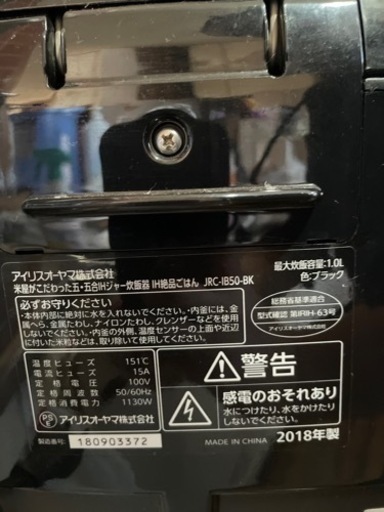 アイリスオーヤマ株式会社
米屋がこだわった五・五合IHジャー炊飯器 IH絶品ごはん JRC-IB50-BK
最大炊飯容量:1.0L
色:ブラック
必ずお守りください
・本体内部に絶対に水を入れないでください。・内釜には、金
属へら、金属たわし、ナイロンたわし、クレンザーなどを使わ
ないでください。・内釜の外側、温度センサーの上面や近辺
に付いた米粒などは、取り除いて使用してください。
総務省基準適合
型式確認 第IRIH-63号
アイリスオーヤマ株式会社
温度ヒューズ 151℃
電流ヒューズ 15A
定格電圧 100V
定格周波数 50/60Hz
定格消費電力 1130W
PS
E
アイリスオーヤマ株式会社
製造番号: 180903372
警告
感電のおそれあり
水につけたり、水をかけたり
しないでください。
MADE IN CHINA 2018年製